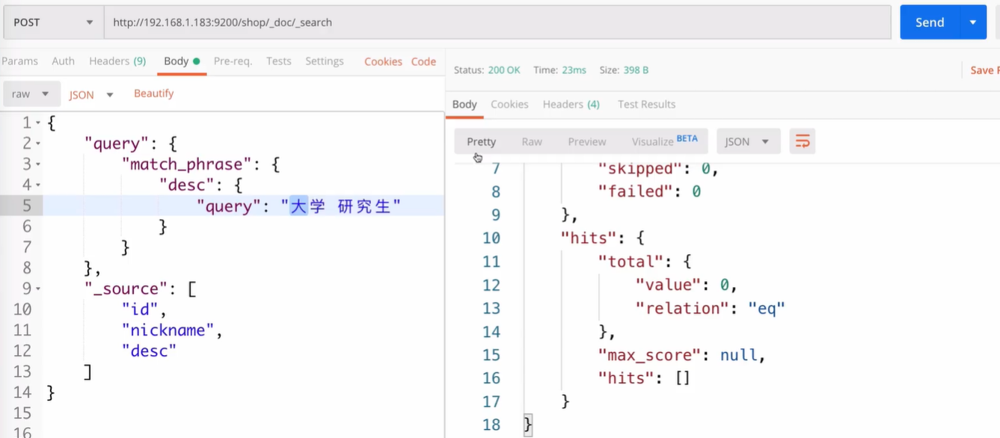 POST http://192.168.1.183:9200/shop/_doc/_search Send
Params Auth Headers (9) Body Pre-req. Tests Settings Cookies Code
raw JSON Beautify
1 {
2 "query": {
3 "match_phrase": {
4 "desc": {
5 "query": "大学 研究生"
6 }
7 }
8 },
9 "_source": [
10 "id",
11 "nickname",
12 "desc"
13 ]
14 }
15
16
Status: 200 OK Time: 23ms Size: 398 B Save
Body Cookies Headers (4) Test Results
Pretty Raw Preview Visualize BETA JSON
7 "skipped": 0,
8 "failed": 0
9 },
10 "hits": {
11 "total": {
12 "value": 0,
13 "relation": "eq"
14 },
15 "max_score": null,
16 "hits": []
17 }
18 }